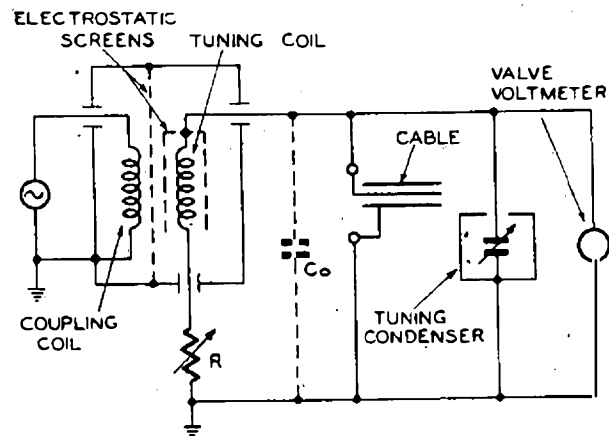 ELECTROSTATIC
SCREENS
TUNING COIL
VALVE
VOLTMETER
CABLE
Co
COUPLING
COIL
R
TUNING
CONDENSER